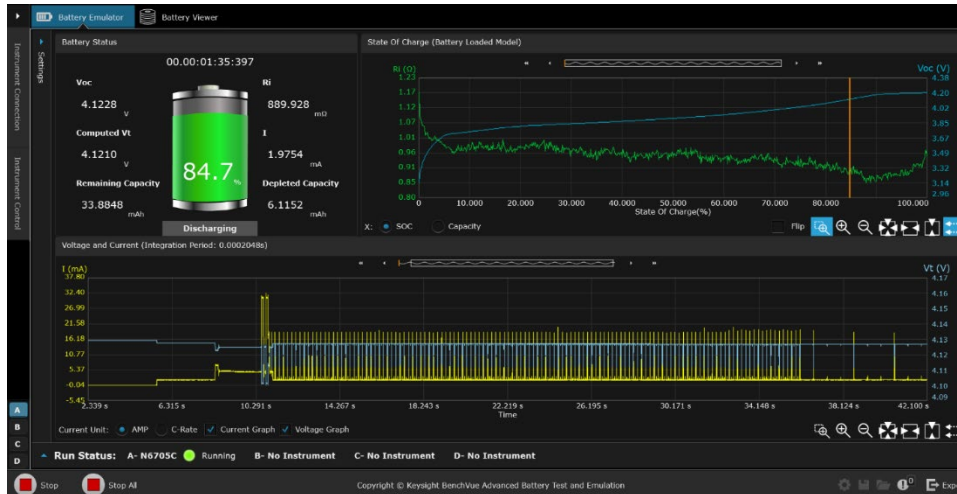 Battery Emulator
Battery Viewer
Instrument Connection
Instrument Control
Settings
Battery Status
00.00:01:35:397
Voc
4.1228 V
Computed Vt
4.1210 V
Remaining Capacity
33.8848 mAh
84.7 %
Discharging
Ri
889.928 mΩ
I
1.9754 mA
Depleted Capacity
6.1152 mAh
State Of Charge (Battery Loaded Model)
Ri (Ω)
1.23
1.17
1.12
1.07
1.01
0.96
0.91
0.85
0.80
Voc (V)
4.38
4.20
4.02
3.85
3.67
3.49
3.32
3.14
2.96
0 10.000 20.000 30.000 40.000 50.000 60.000 70.000 80.000 100.000
State Of Charge(%)
X: SOC Capacity
Flip
Voltage and Current (Integration Period: 0.0002048s)
I (mA)
37.80
32.40
26.99
21.58
16.18
10.77
5.37
-0.04
-5.45
Vt (V)
4.17
4.16
4.15
4.14
4.13
4.12
4.11
4.10
4.09
2.339 s 6.315 s 10.291 s 14.267 s 18.243 s 22.219 s 26.195 s 30.171 s 34.148 s 38.124 s 42.100 s
Time
Current Unit: AMP C-Rate Current Graph Voltage Graph
A
B
C
D
Run Status: A- N6705C Running B- No Instrument C- No Instrument D- No Instrument
Stop
Stop All
Copyright © Keysight BenchVue Advanced Battery Test and Emulation
0
Expo